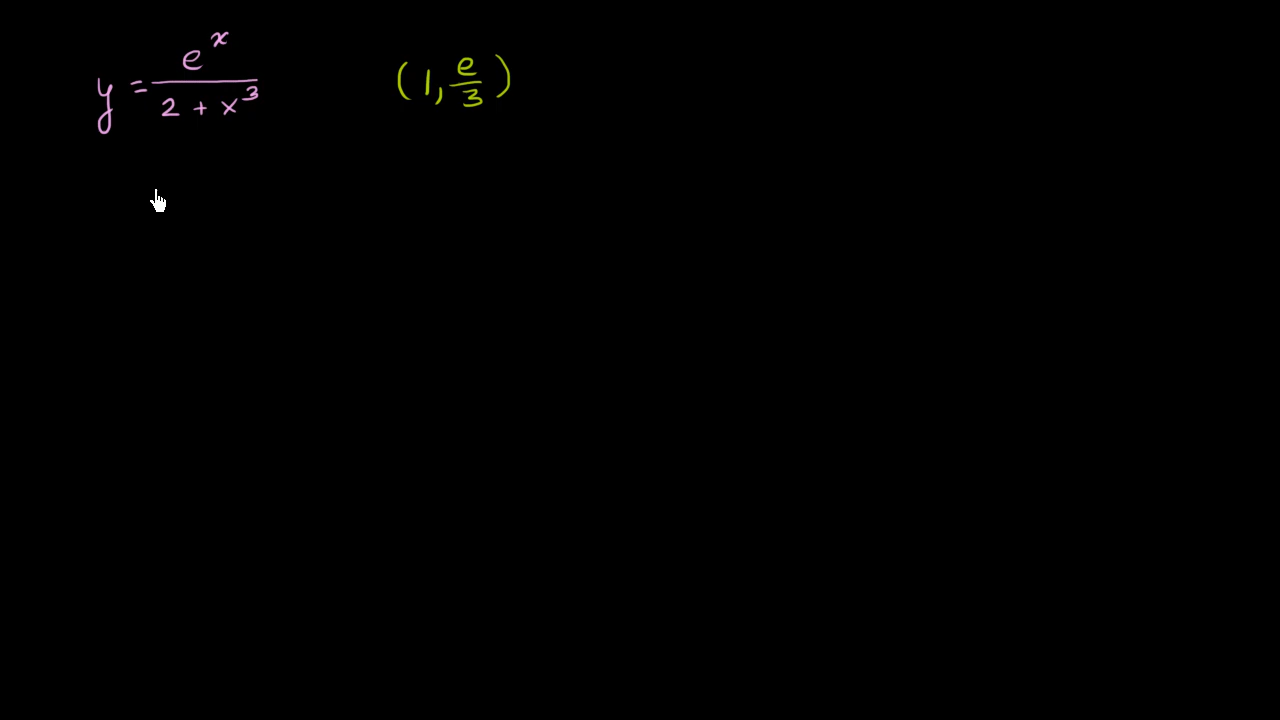 y = e^x / (2 + x^3) (1, e/3)